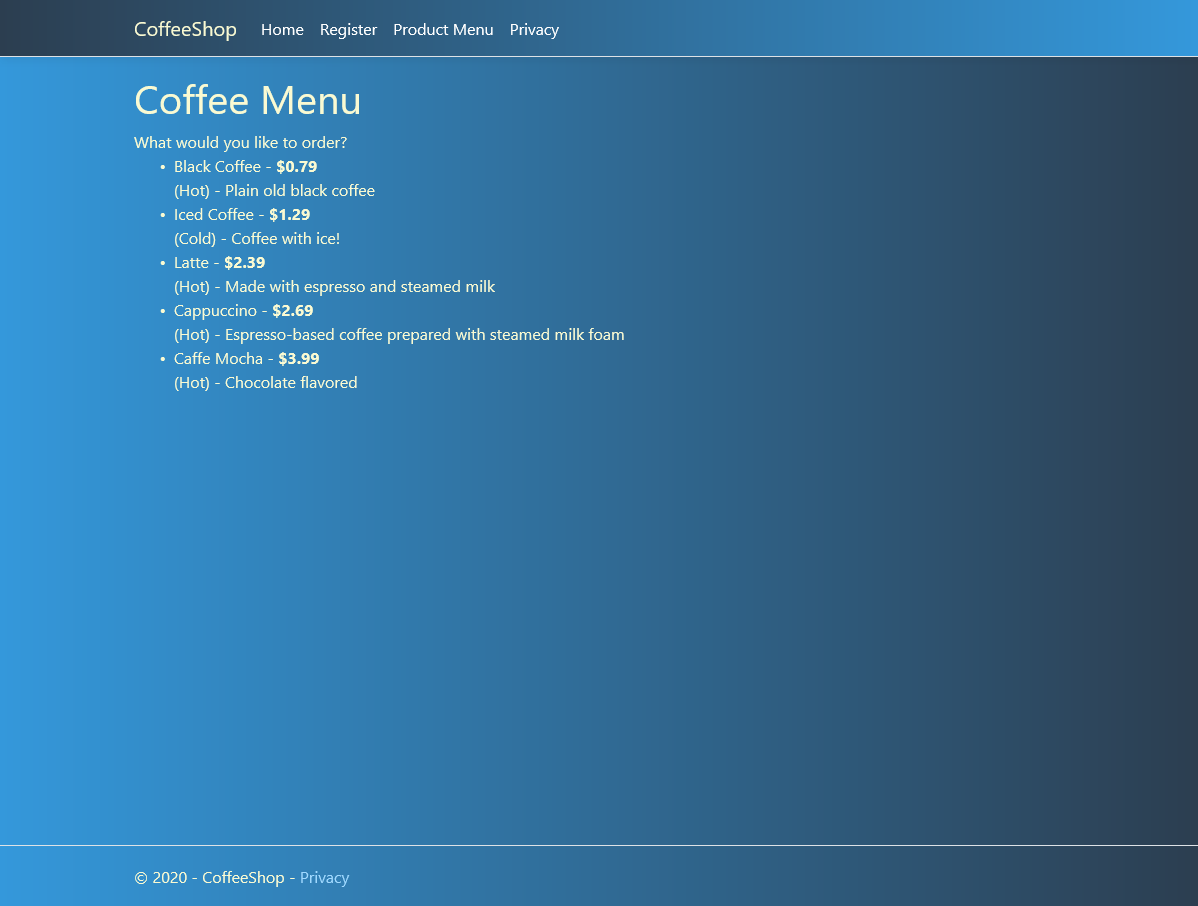 CoffeeShop Home Register Product Menu Privacy
Coffee Menu
What would you like to order?
• Black Coffee - $0.79
(Hot) - Plain old black coffee
• Iced Coffee - $1.29
(Cold) - Coffee with ice!
• Latte - $2.39
(Hot) - Made with espresso and steamed milk
• Cappuccino - $2.69
(Hot) - Espresso-based coffee prepared with steamed milk foam
• Caffe Mocha - $3.99
(Hot) - Chocolate flavored
© 2020 - CoffeeShop - Privacy